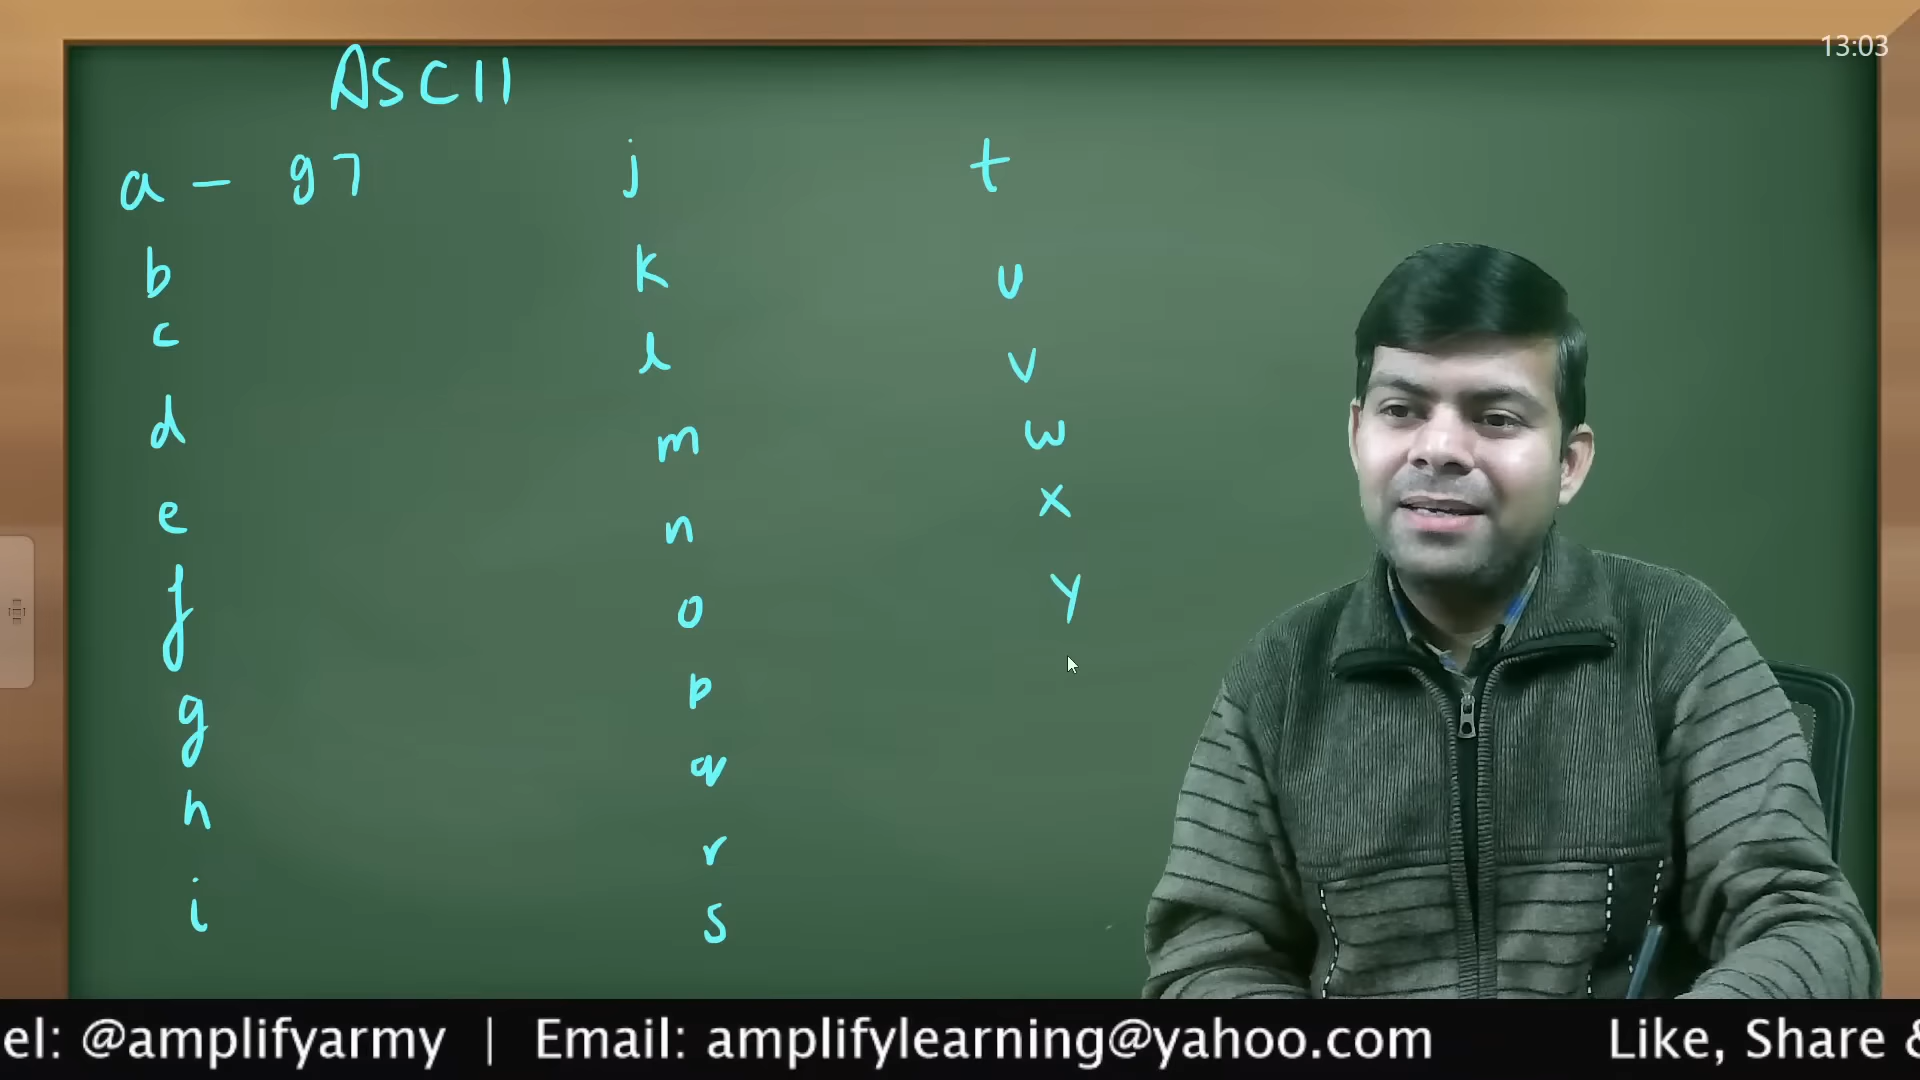 13:03
ASCII
a - 97
b
c
d
e
f
g
h
i
j
k
l
m
n
o
p
q
r
s
t
u
v
w
x
y
el: @amplifyarmy | Email: amplifylearning@yahoo.com Like, Share &